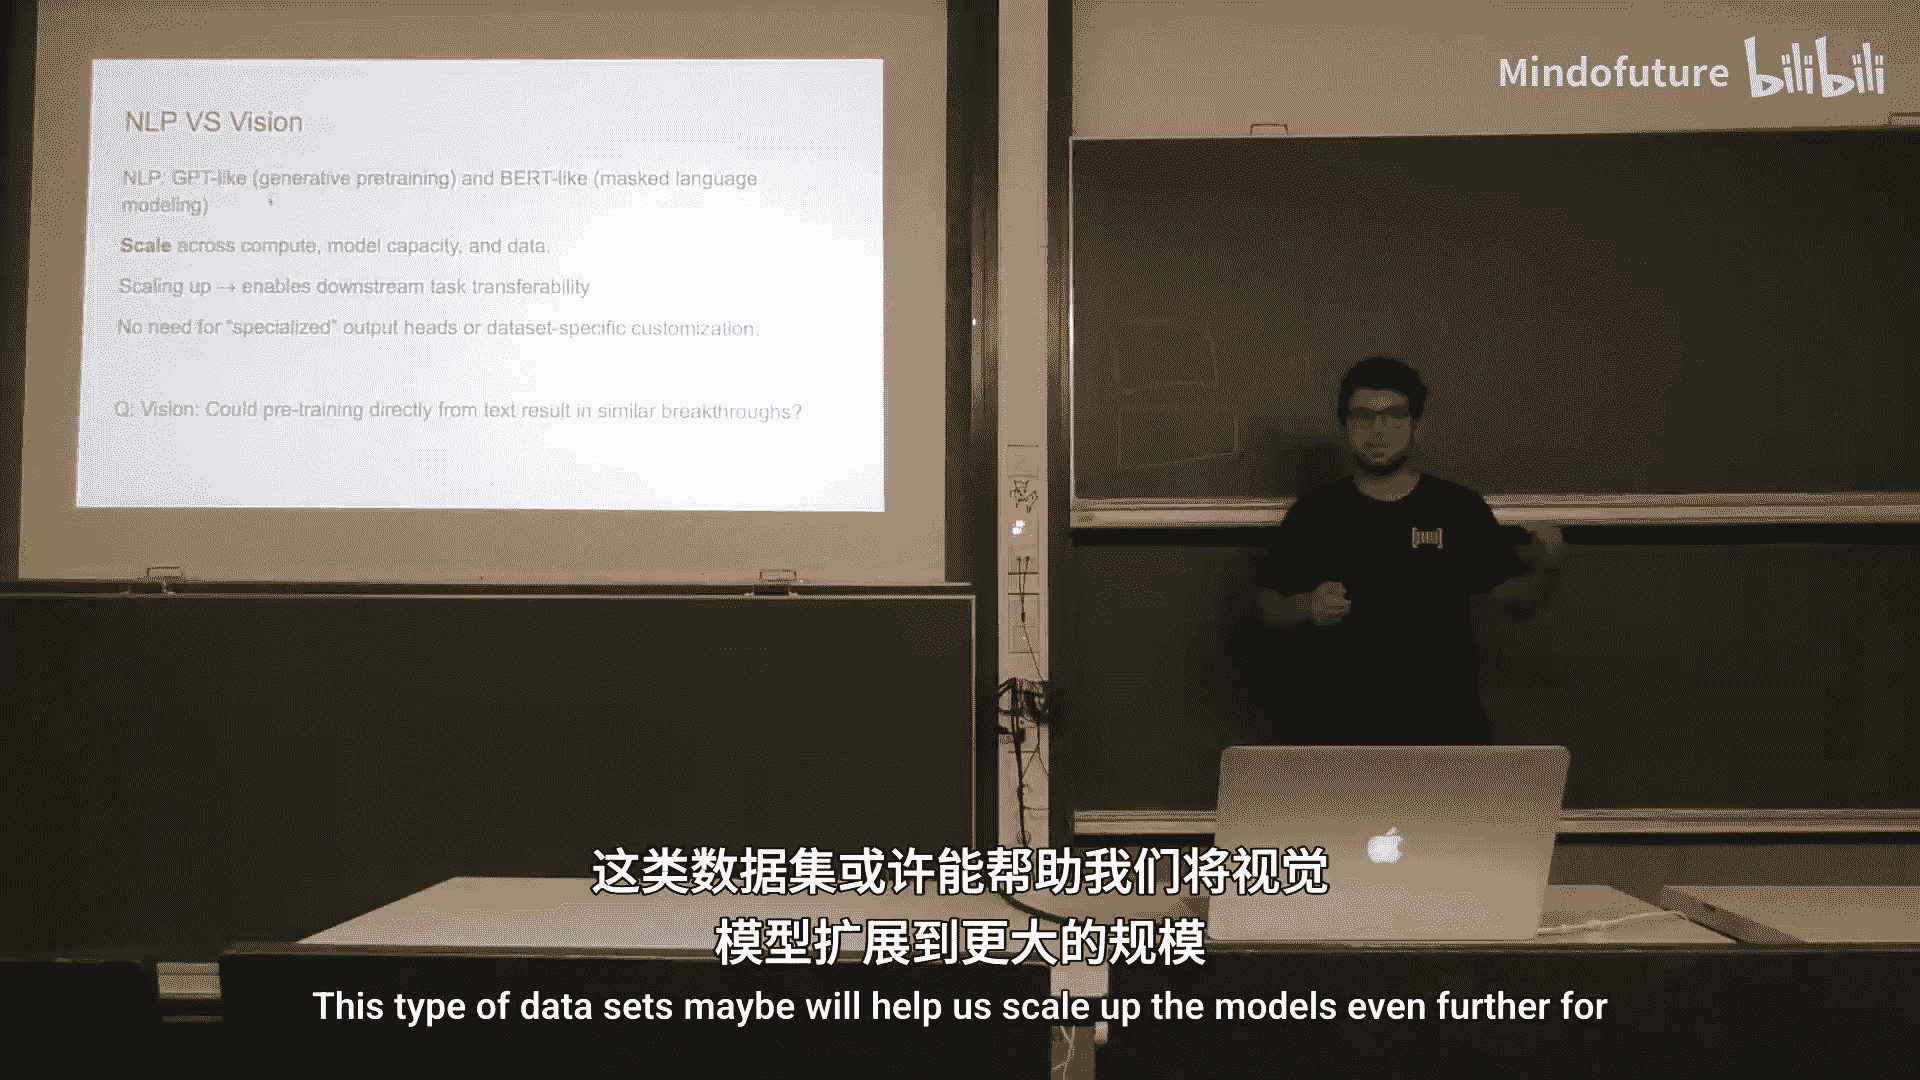 Mindofuture bilibili
NLP VS Vision
NLP: GPT-like (generative pretraining) and BERT-like (masked language
modeling)
Scale across compute, model capacity, and data.
Scaling up → enables downstream task transferability
No need for "specialized" output heads or dataset-specific customization.
Q: Vision: Could pre-training directly from text result in similar breakthroughs?
这类数据集或许能帮助我们将视觉
模型扩展到更大的规模
This type of data sets maybe will help us scale up the models even further for